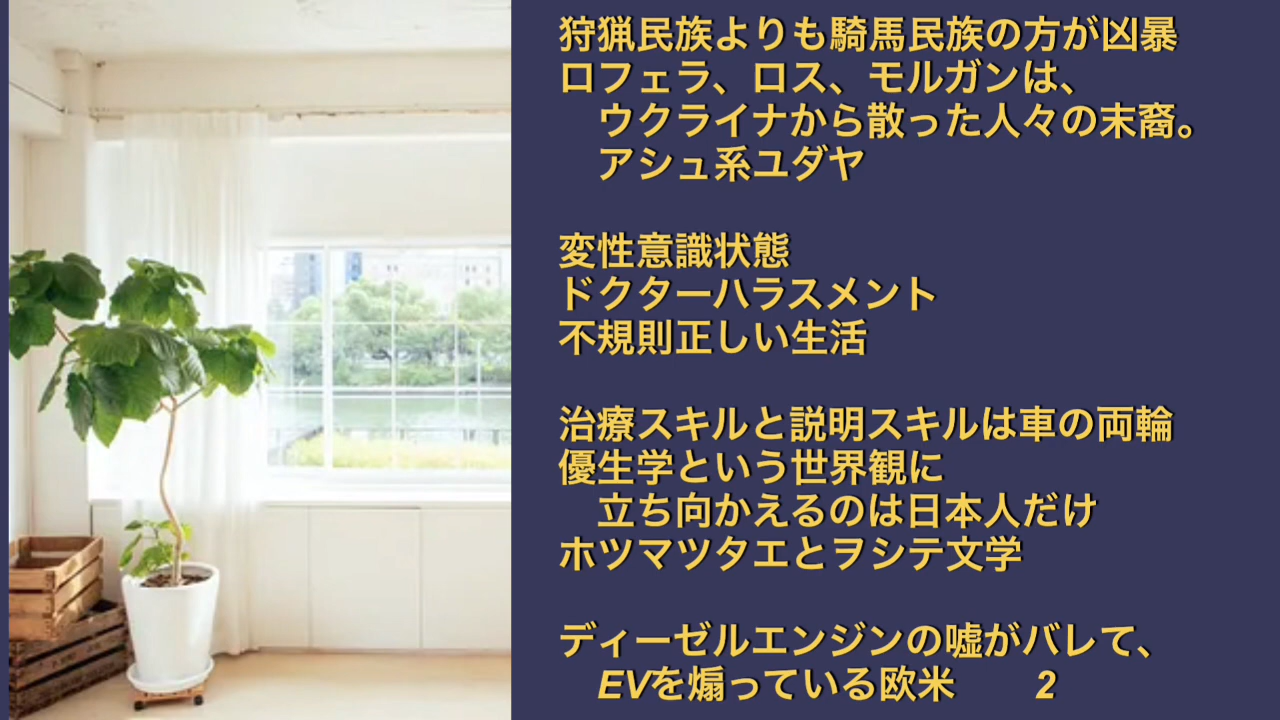 狩猟民族よりも騎馬民族の方が凶暴
ロフェラ、ロス、モルガンは、
ウクライナから散った人々の末裔。
アシュ系ユダヤ
変性意識状態
ドクターハラスメント
不規則正しい生活
治療スキルと説明スキルは車の両輪
優生学という世界観に
立ち向かえるのは日本人だけ
ホツマツタエとヲシテ文学
ディーゼルエンジンの嘘がバレて、
EVを煽っている欧米　　2